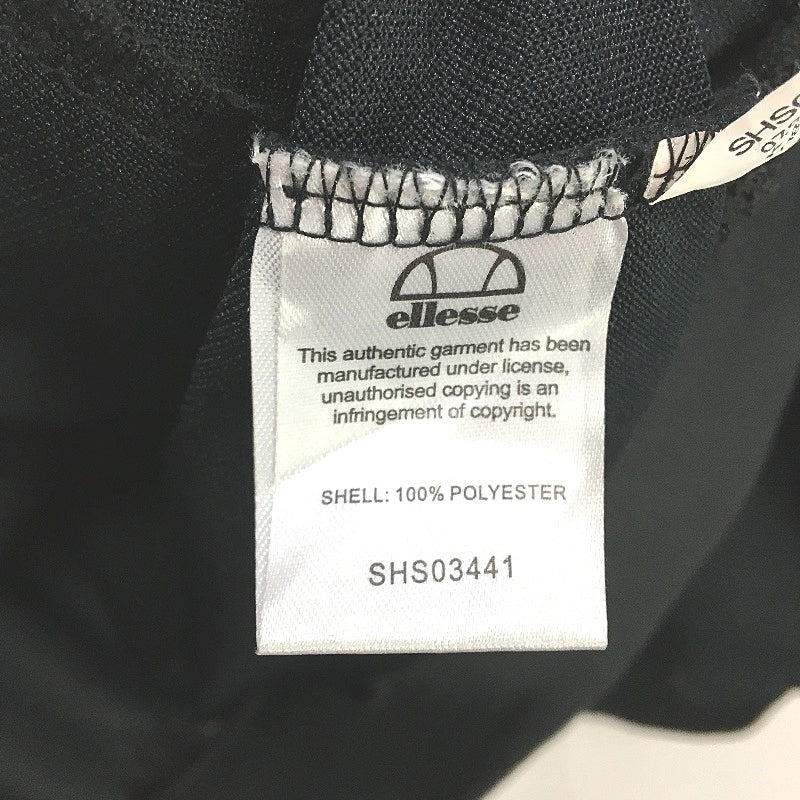 ellesse
This authentic garment has been
manufactured under license,
unauthorised copying is an
infringement of copyright.
SHELL: 100% POLYESTER
SHS03441